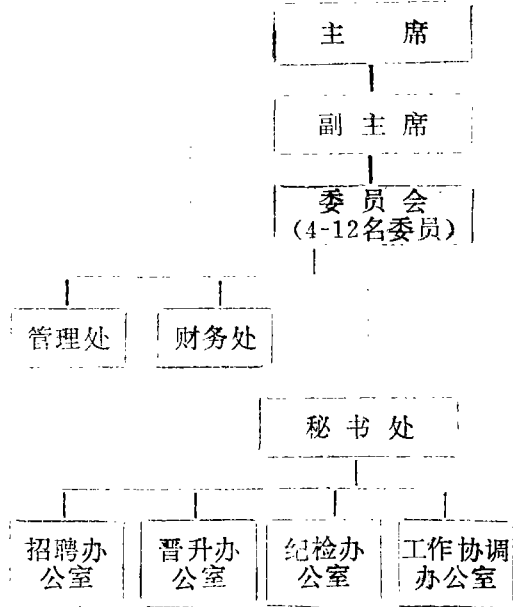 主 席
副 主 席
委 员 会
(4-12名委员)
管理处
财务处
秘 书 处
招聘办
公室
晋升办
公室
纪检办
公室
工作协调
办公室